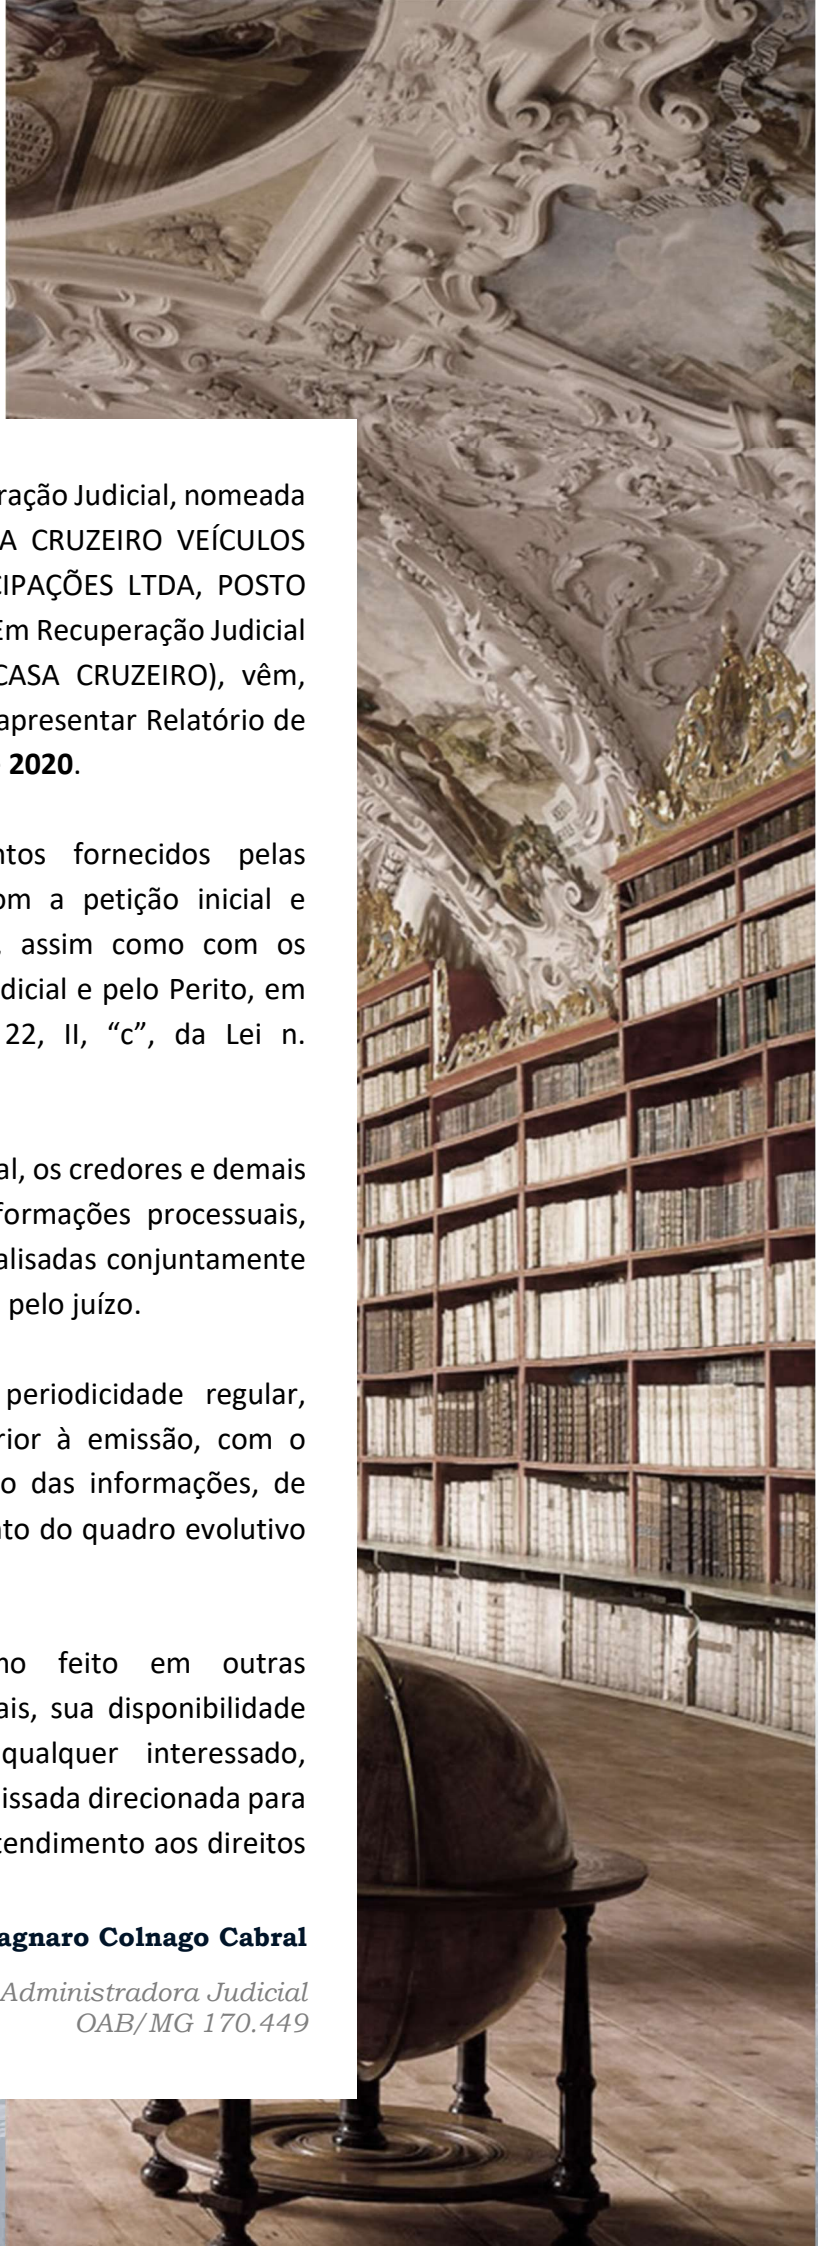 ração Judicial, nomeada
A CRUZEIRO VEÍCULOS
CIPAÇÕES LTDA, POSTO
Em Recuperação Judicial
CASA CRUZEIRO), vêm,
apresentar Relatório de
2020.
ntos fornecidos pelas
om a petição inicial e
, assim como com os
dicial e pelo Perito, em
22, II, “c”, da Lei n.
al, os credores e demais
formações processuais,
alisadas conjuntamente
pelo juízo.
periodicidade regular,
rior à emissão, com o
o das informações, de
nto do quadro evolutivo
mo feito em outras
ais, sua disponibilidade
qualquer interessado,
issada direcionada para
tendimento aos direitos
agnaro Colnago Cabral
Administradora Judicial
OAB/MG 170.449